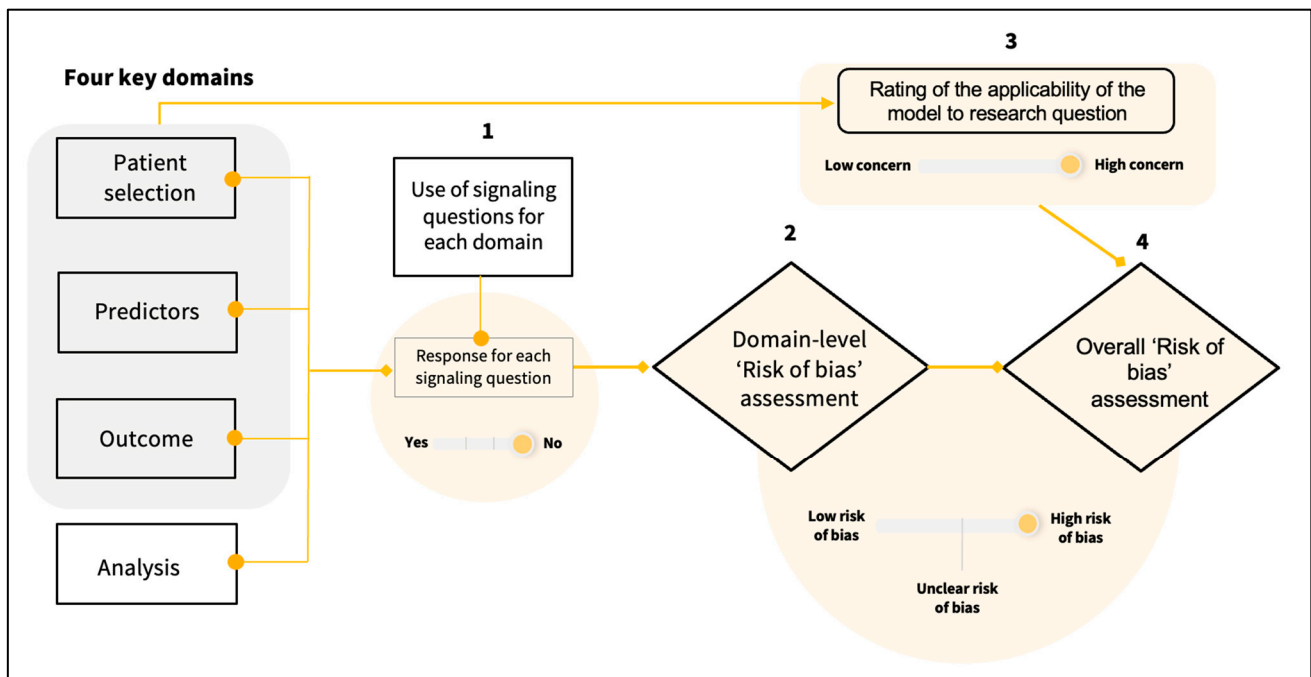 Four key domains
Patient
selection
Predictors
Outcome
Analysis
1
Use of signaling
questions for
each domain
Response for each
signaling question
Yes
No
2
Domain-level
‘Risk of bias’
assessment
3
Rating of the applicability of the
model to research question
Low concern
High concern
4
Overall ‘Risk of
bias’
assessment
Low risk
of bias
High risk
of bias
Unclear risk
of bias